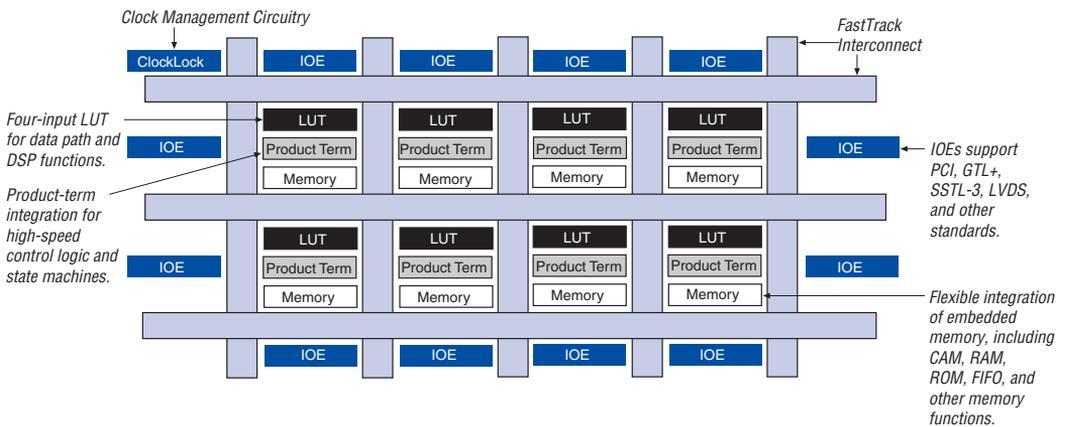 Clock Management Circuitry
FastTrack
Interconnect
ClockLock
IOE
IOE
IOE
IOE
Four-input LUT
for data path and
DSP functions.
LUT
LUT
LUT
LUT
IOE
Product Term
Product Term
Product Term
Product Term
IOE
IOEs support
PCI, GTL+,
SSTL-3, LVDS,
and other
standards.
Memory
Memory
Memory
Memory
Product-term
integration for
high-speed
control logic and
state machines.
LUT
LUT
LUT
LUT
IOE
Product Term
Product Term
Product Term
Product Term
IOE
Memory
Memory
Memory
Memory
Flexible integration
of embedded
memory, including
CAM, RAM,
ROM, FIFO, and
other memory
functions.
IOE
IOE
IOE
IOE